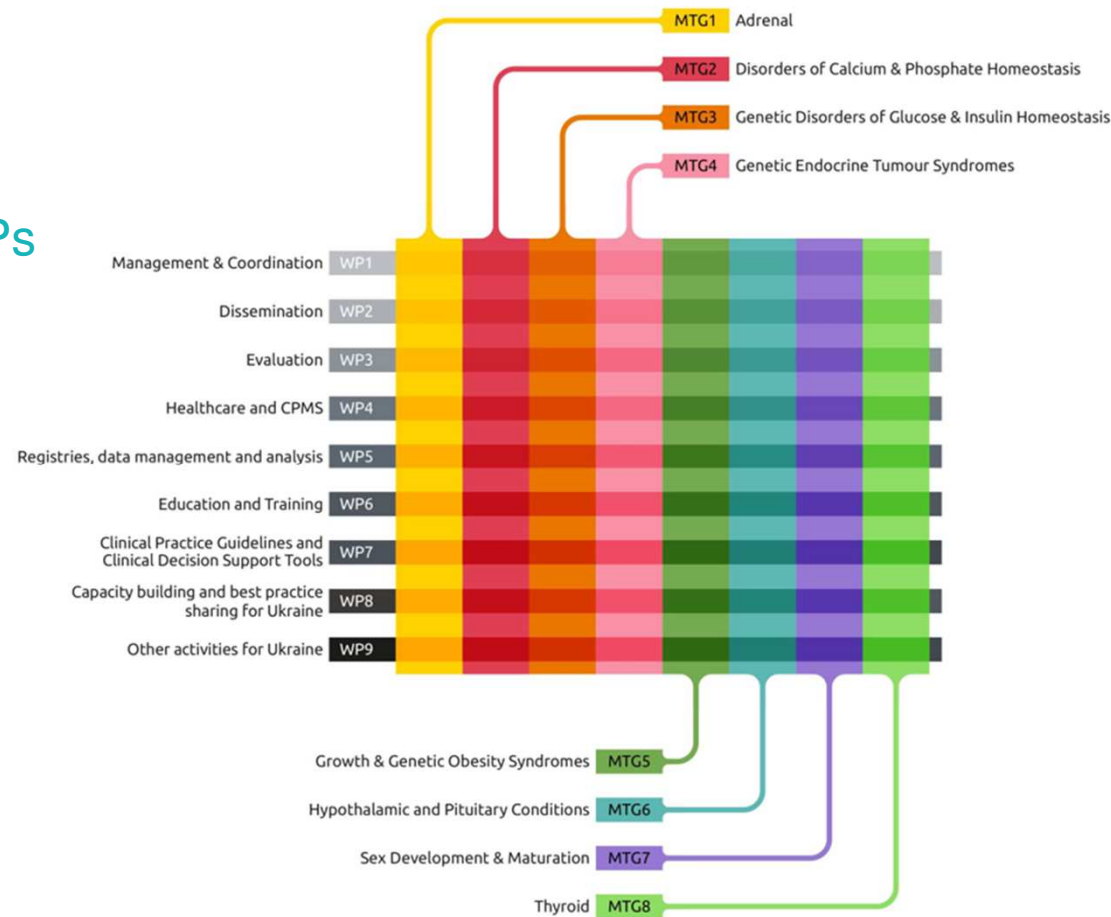 MTG1 Adrenal
MTG2 Disorders of Calcium & Phosphate Homeostasis
MTG3 Genetic Disorders of Glucose & Insulin Homeostasis
MTG4 Genetic Endocrine Tumour Syndromes
Ps
Management & Coordination WP1
Dissemination WP2
Evaluation WP3
Healthcare and CPMS WP4
Registries, data management and analysis WP5
Education and Training WP6
Clinical Practice Guidelines and
Clinical Decision Support Tools WP7
Capacity building and best practice
sharing for Ukraine WP8
Other activities for Ukraine WP9
Growth & Genetic Obesity Syndromes MTG5
Hypothalamic and Pituitary Conditions MTG6
Sex Development & Maturation MTG7
Thyroid MTG8